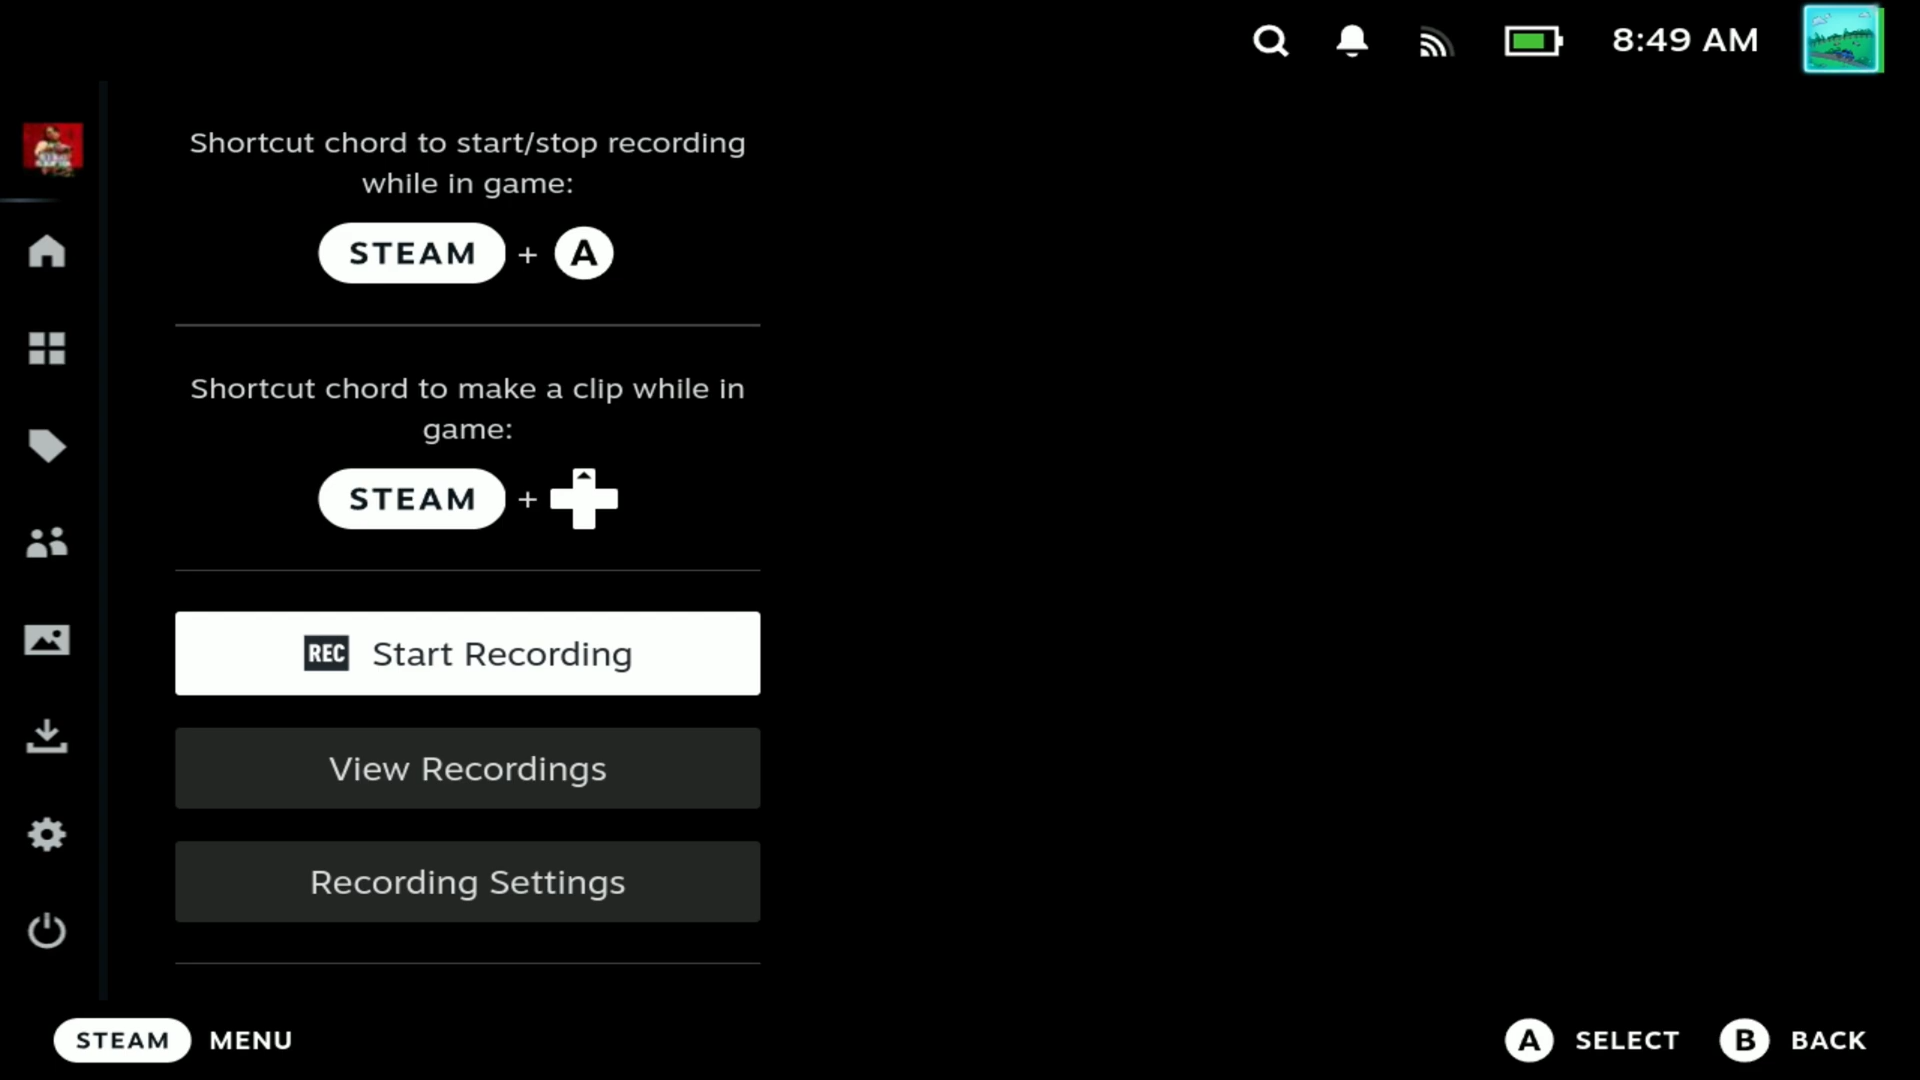 8:49 AM
Shortcut chord to start/stop recording
while in game:
STEAM + A
Shortcut chord to make a clip while in
game:
STEAM +
REC Start Recording
View Recordings
Recording Settings
STEAM MENU
A SELECT B BACK